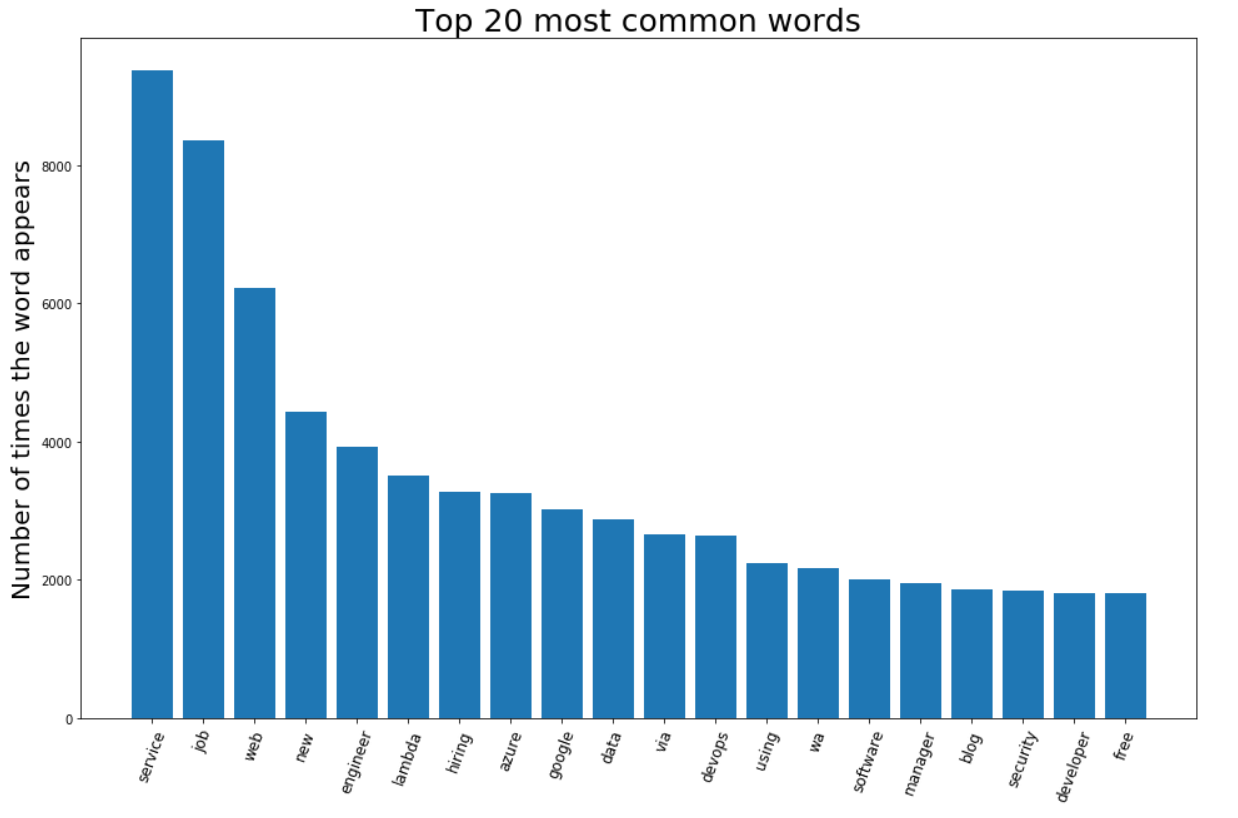 Top 20 most common words
Number of times the word appears
8000
6000
4000
2000
0
service
job
web
new
engineer
lambda
hiring
azure
google
data
via
devops
using
wa
software
manager
blog
security
developer
free